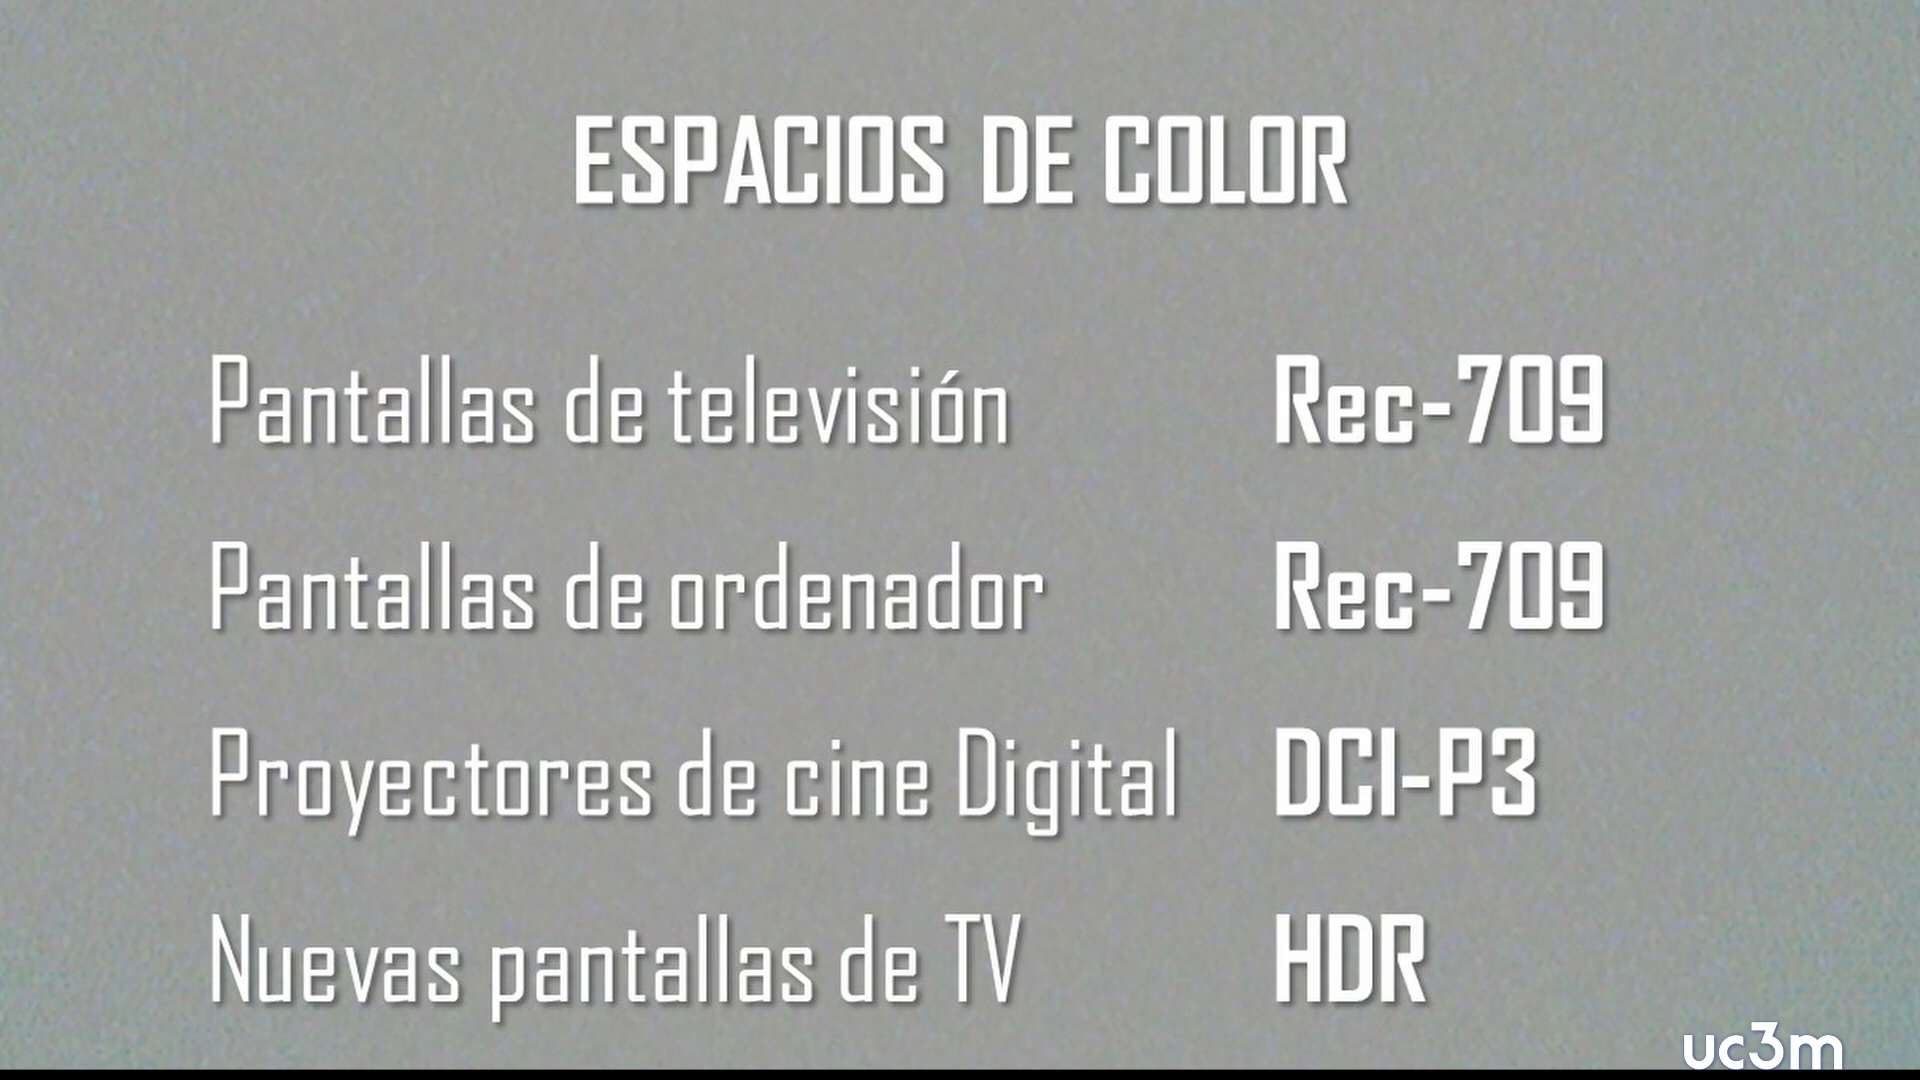 ESPACIOS DE COLOR
Pantallas de televisión Rec-709
Pantallas de ordenador Rec-709
Proyectores de cine Digital DCI-P3
Nuevas pantallas de TV HDR
uc3m